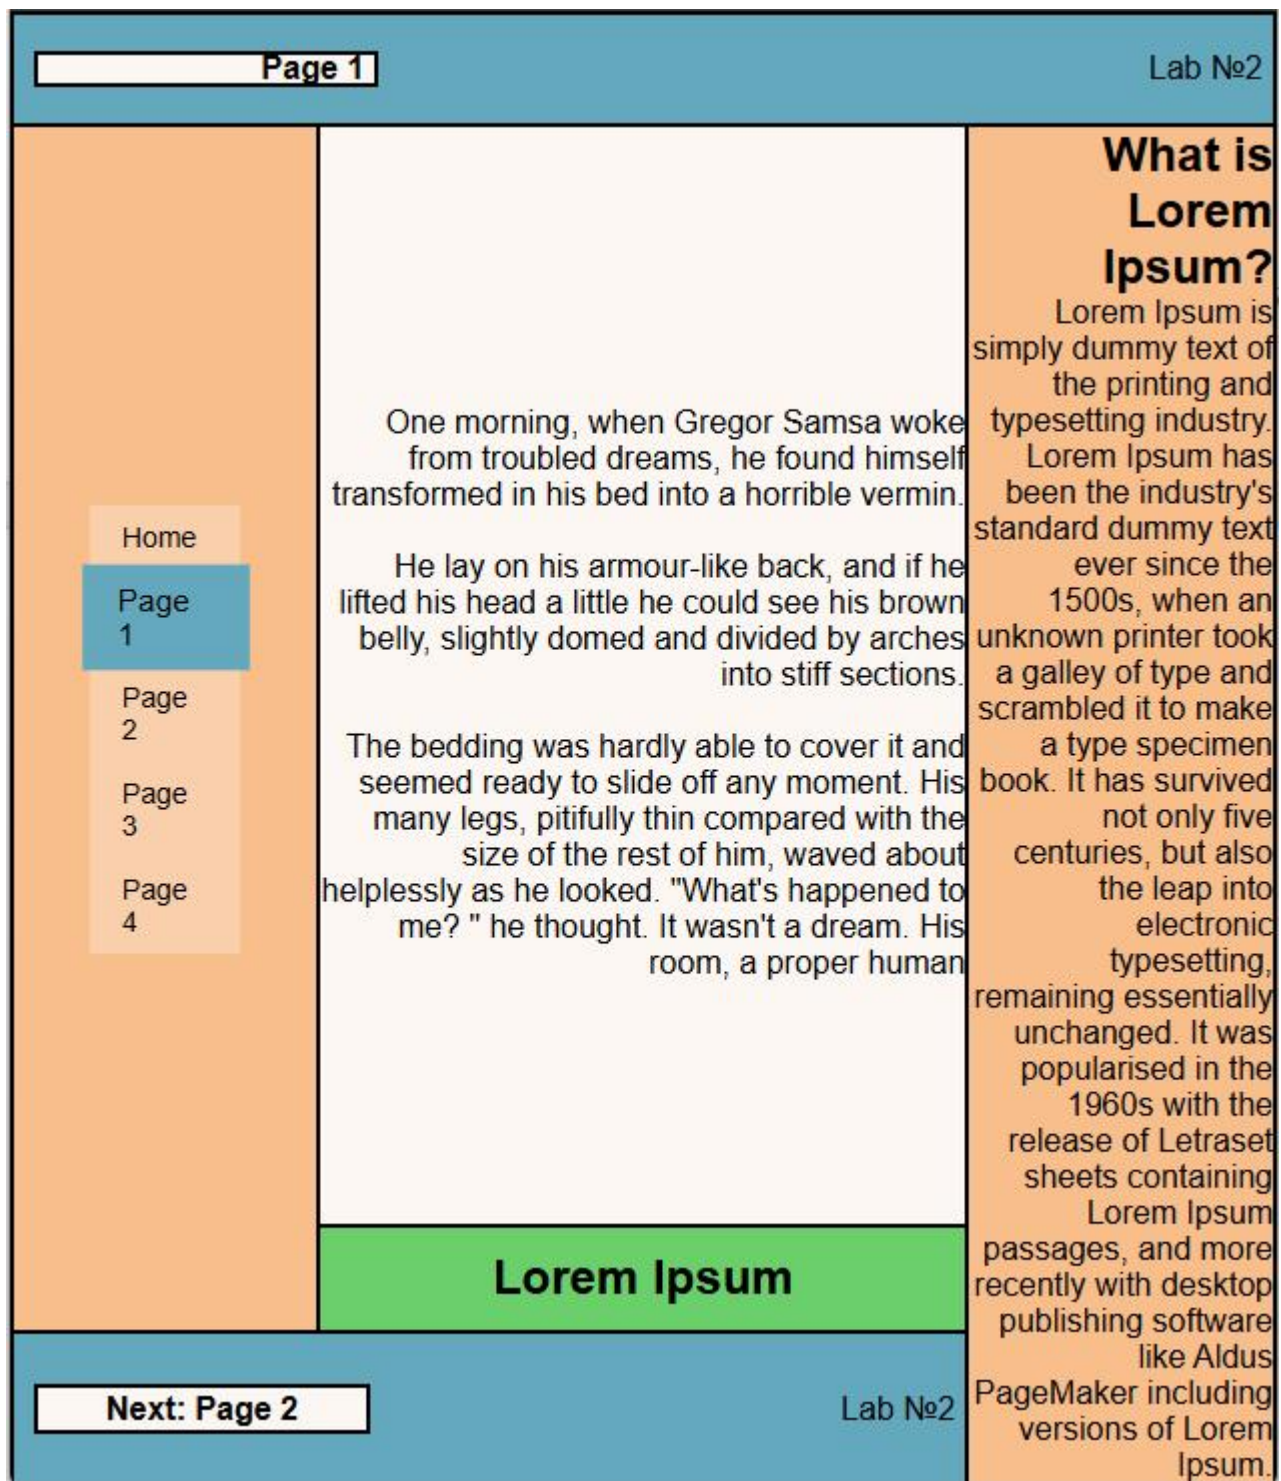 Page 1
Lab №2
Home
Page
1
Page
2
Page
3
Page
4
One morning, when Gregor Samsa woke
from troubled dreams, he found himself
transformed in his bed into a horrible vermin.
He lay on his armour-like back, and if he
lifted his head a little he could see his brown
belly, slightly domed and divided by arches
into stiff sections.
The bedding was hardly able to cover it and
seemed ready to slide off any moment. His
many legs, pitifully thin compared with the
size of the rest of him, waved about
helplessly as he looked. "What's happened to
me? " he thought. It wasn't a dream. His
room, a proper human
Lorem Ipsum
What is
Lorem
Ipsum?
Lorem Ipsum is
simply dummy text of
the printing and
typesetting industry.
Lorem Ipsum has
been the industry's
standard dummy text
ever since the
1500s, when an
unknown printer took
a galley of type and
scrambled it to make
a type specimen
book. It has survived
not only five
centuries, but also
the leap into
electronic
typesetting,
remaining essentially
unchanged. It was
popularised in the
1960s with the
release of Letraset
sheets containing
Lorem Ipsum
passages, and more
recently with desktop
publishing software
like Aldus
PageMaker including
versions of Lorem
Ipsum.
Next: Page 2
Lab №2